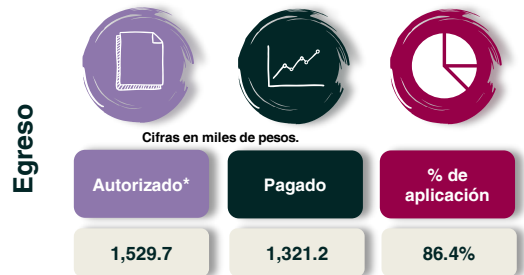 Egreso
Cifras en miles de pesos.
Autorizado*
Pagado
% de
aplicación
1,529.7
1,321.2
86.4%